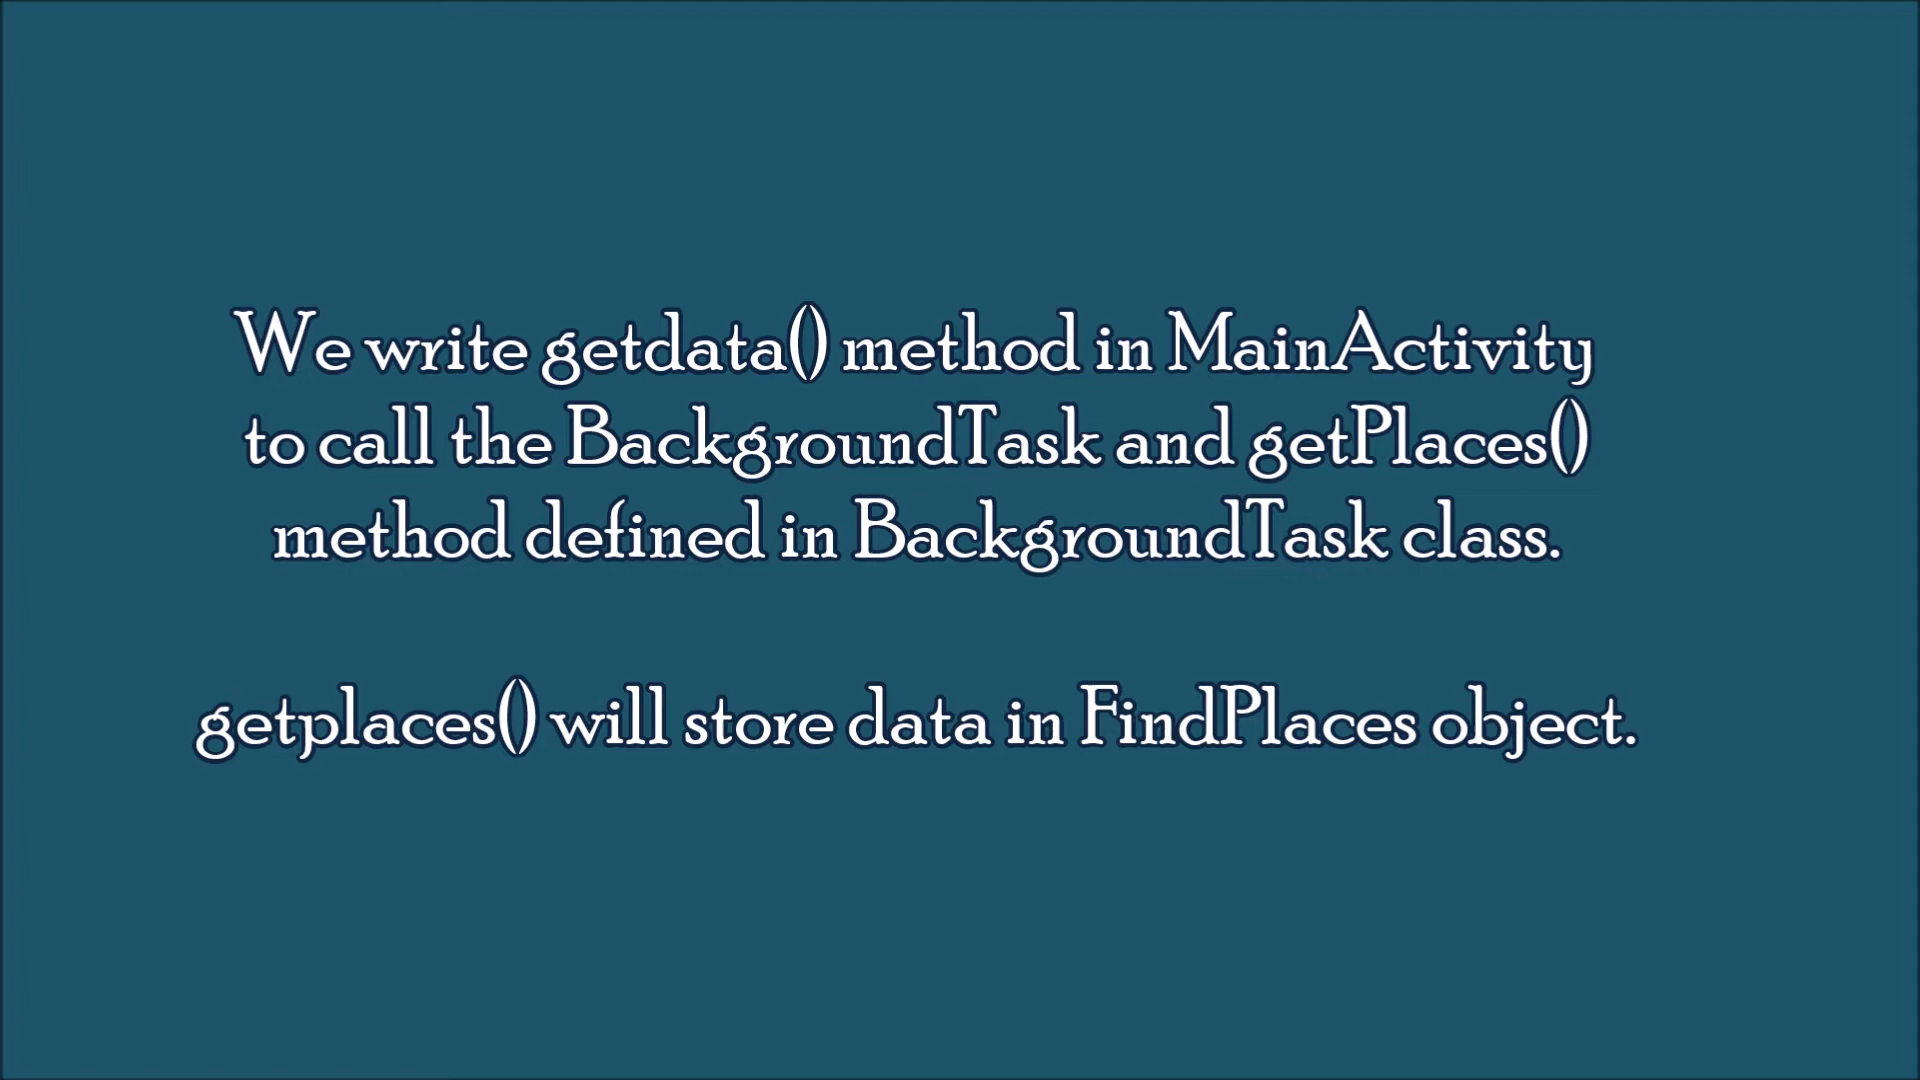 We write getdata() method in MainActivity
to call the BackgroundTask and getPlaces()
method defined in BackgroundTask class.
getplaces() will store data in FindPlaces object.